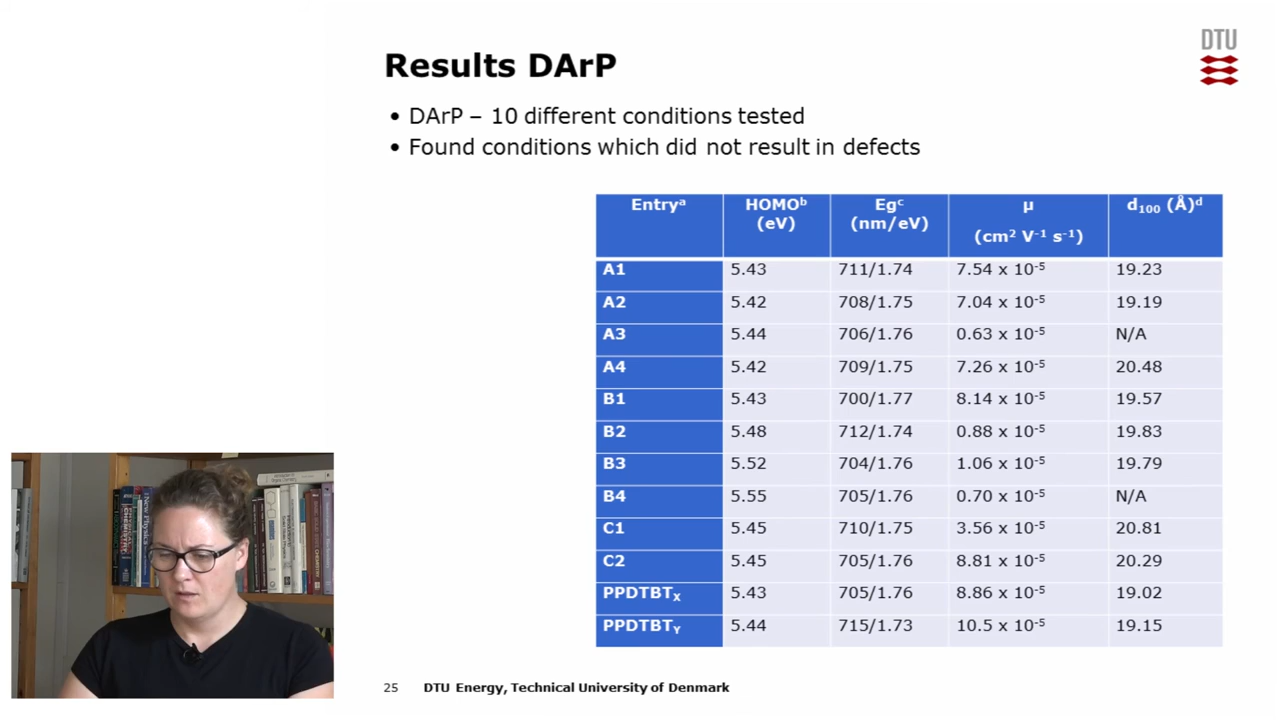 DTU
Results DArP
• DArP – 10 different conditions tested
• Found conditions which did not result in defects
Entryᵃ HOMOᵇ (eV) Egᶜ (nm/eV) μ (cm² V⁻¹ s⁻¹) d₁₀₀ (Å)ᵈ
A1 5.43 711/1.74 7.54 x 10⁻⁵ 19.23
A2 5.42 708/1.75 7.04 x 10⁻⁵ 19.19
A3 5.44 706/1.76 0.63 x 10⁻⁵ N/A
A4 5.42 709/1.75 7.26 x 10⁻⁵ 20.48
B1 5.43 700/1.77 8.14 x 10⁻⁵ 19.57
B2 5.48 712/1.74 0.88 x 10⁻⁵ 19.83
B3 5.52 704/1.76 1.06 x 10⁻⁵ 19.79
B4 5.55 705/1.76 0.70 x 10⁻⁵ N/A
C1 5.45 710/1.75 3.56 x 10⁻⁵ 20.81
C2 5.45 705/1.76 8.81 x 10⁻⁵ 20.29
PPDTBTₓ 5.43 705/1.76 8.86 x 10⁻⁵ 19.02
PPDTBTY 5.44 715/1.73 10.5 x 10⁻⁵ 19.15
New Physics
CHEMISTRY
25 DTU Energy, Technical University of Denmark